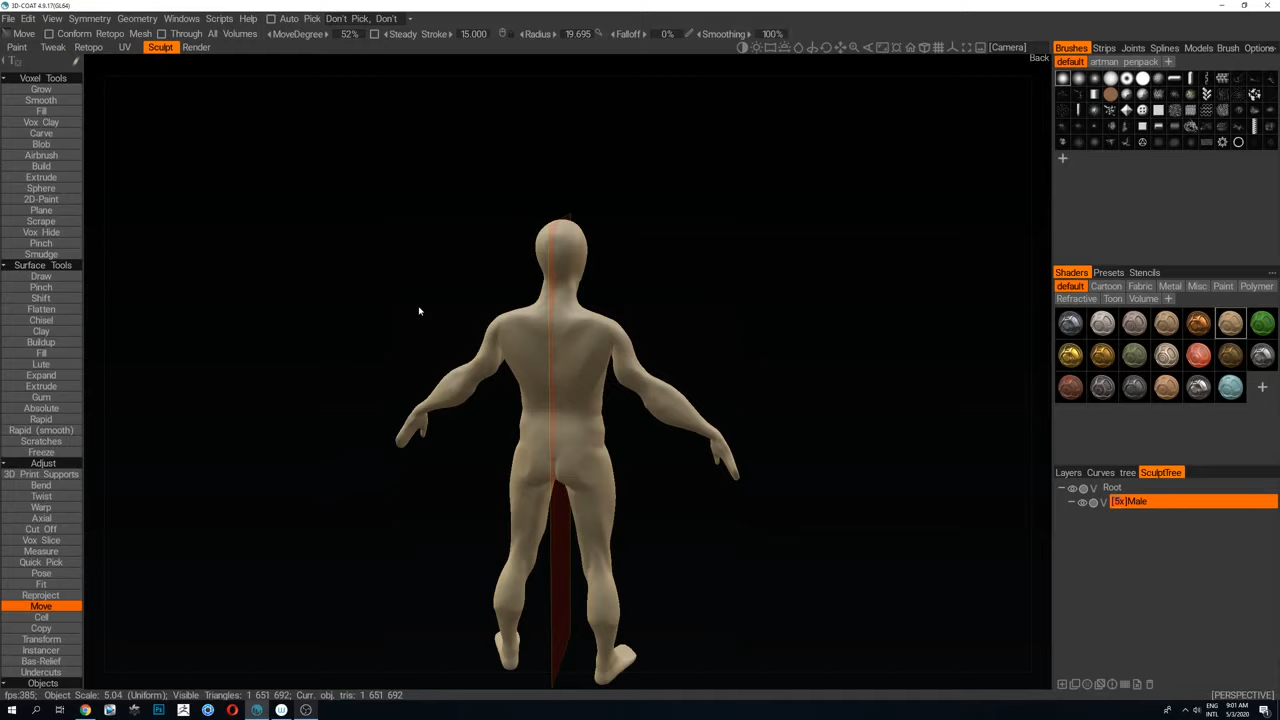 3D-COAT 4.9.17(GL64)
File Edit View Symmetry Geometry Windows Scripts Help Auto Pick Don't Pick, Don't
Move Conform Retopo Mesh Through All Volumes MoveDegree 52% Steady Stroke 15.000 Radius 19.695 Falloff 0% Smoothing 100%
Paint Tweak Retopo UV Sculpt Render [Camera]
Back
Voxel Tools
Grow
Smooth
Fill
Vox Clay
Carve
Blob
Airbrush
Build
Extrude
Sphere
2D-Paint
Plane
Scrape
Vox Hide
Pinch
Smudge
Surface Tools
Draw
Pinch
Shift
Flatten
Chisel
Clay
Buildup
Fill
Lute
Expand
Extrude
Gum
Absolute
Rapid
Rapid (smooth)
Scratches
Freeze
Adjust
3D Print Supports
Bend
Twist
Warp
Axial
Cut Off
Vox Slice
Measure
Quick Pick
Pose
Fit
Reproject
Move
Cell
Copy
Transform
Instancer
Bas-Relief
Undercuts
Objects
Brushes Strips Joints Splines Models Brush Options
default artman penpack +
Shaders Presets Stencils
default Cartoon Fabric Metal Misc Paint Polymer
Refractive Toon Volume +
Layers Curves tree SculptTree
V Root
V [5x]Male
fps:385; Object Scale: 5.04 (Uniform); Visible Triangles: 1 651 692; Curr. obj. tris: 1 651 692
[PERSPECTIVE]
ENG
INTL
9:01 AM
5/3/2020